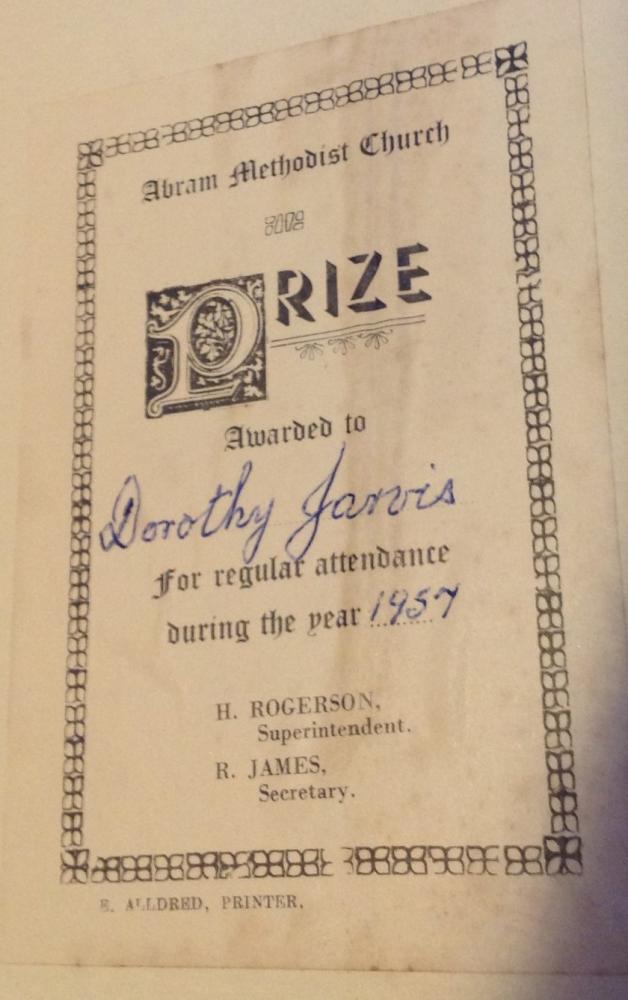 Abram Methodist Church
PRIZE
Awarded to
Dorothy Jarvis
For regular attendance
during the year 1957
H. ROGERSON,
Superintendent.
R. JAMES,
Secretary.
E. ALLDRED, PRINTER,